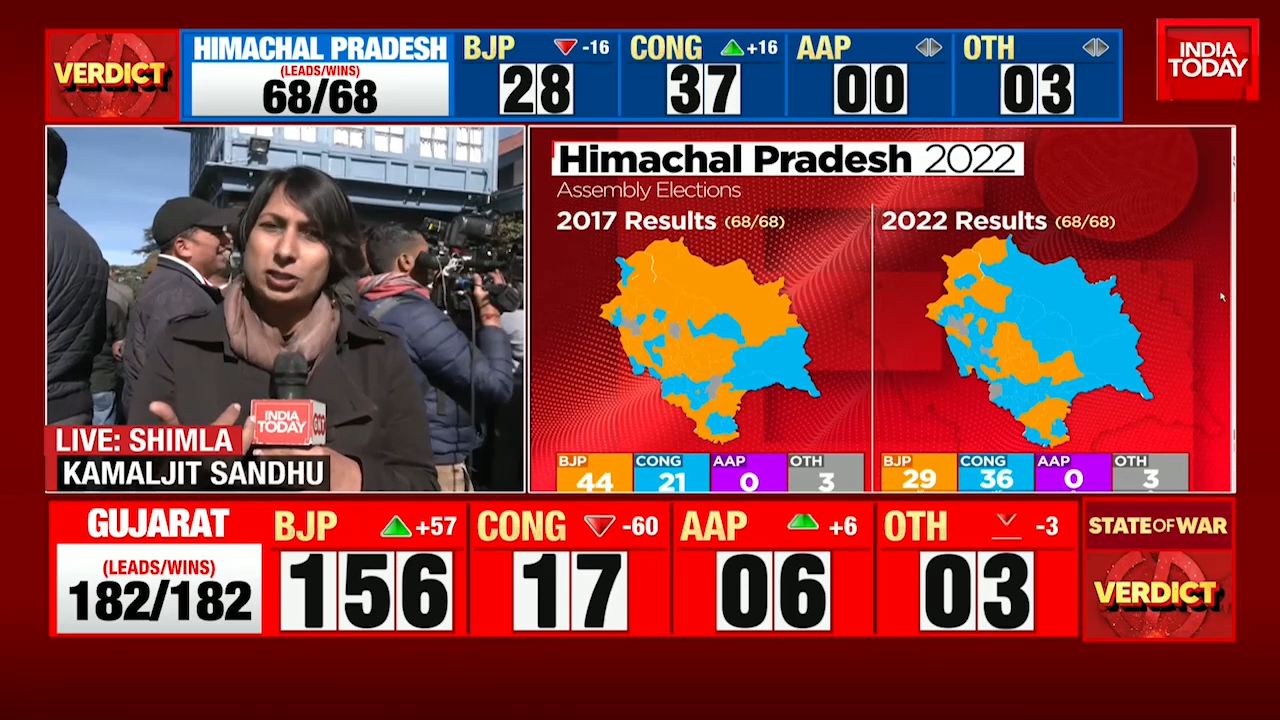 VERDICT
HIMACHAL PRADESH
(LEADS/WINS)
68/68
BJP -16
28
CONG +16
37
AAP
00
OTH
03
INDIA
TODAY
INDIA
TODAY
LIVE: SHIMLA
KAMALJIT SANDHU
Himachal Pradesh 2022
Assembly Elections
2017 Results (68/68)
BJP CONG AAP OTH
44 21 0 3
2022 Results (68/68)
BJP CONG AAP OTH
29 36 0 3
GUJARAT
(LEADS/WINS)
182/182
BJP +57
156
CONG -60
17
AAP +6
06
OTH -3
03
STATE OF WAR
VERDICT